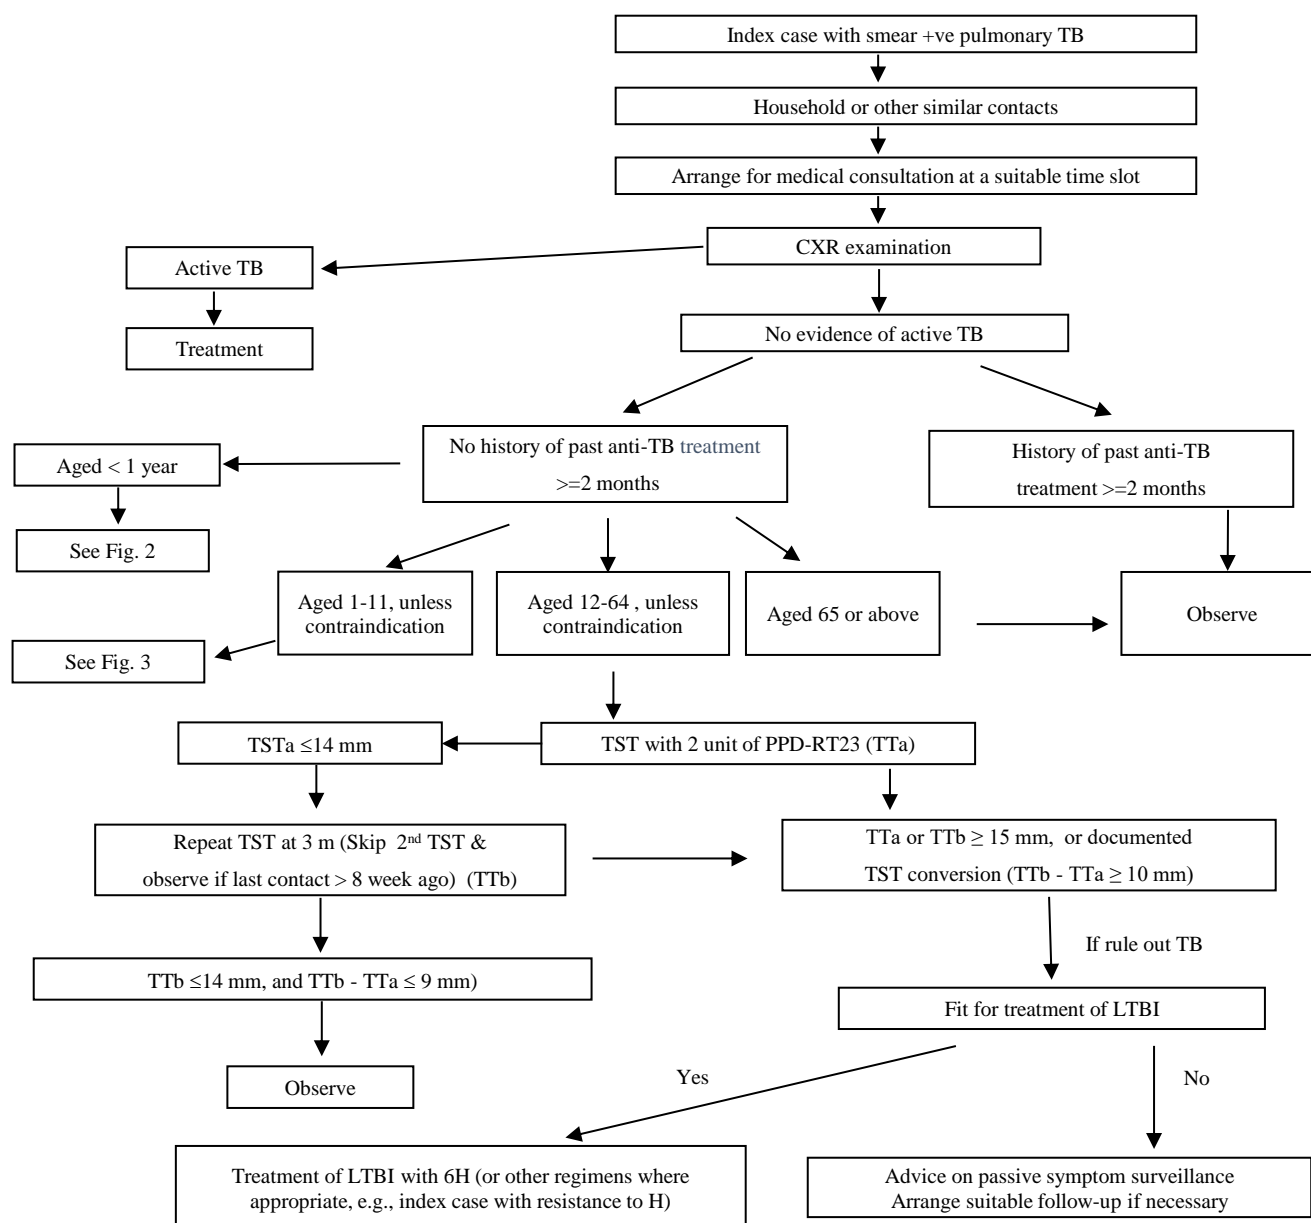 Index case with smear +ve pulmonary TB
Household or other similar contacts
Arrange for medical consultation at a suitable time slot
CXR examination
Active TB
Treatment
No evidence of active TB
No history of past anti-TB treatment
>=2 months
History of past anti-TB
treatment >=2 months
Aged < 1 year
See Fig. 2
Aged 1-11, unless
contraindication
Aged 12-64 , unless
contraindication
Aged 65 or above
Observe
See Fig. 3
TSTa ≤14 mm
TST with 2 unit of PPD-RT23 (TTa)
Repeat TST at 3 m (Skip 2nd TST &
observe if last contact > 8 week ago) (TTb)
TTa or TTb ≥ 15 mm, or documented
TST conversion (TTb - TTa ≥ 10 mm)
If rule out TB
TTb ≤14 mm, and TTb - TTa ≤ 9 mm)
Fit for treatment of LTBI
Observe
Yes
No
Treatment of LTBI with 6H (or other regimens where
appropriate, e.g., index case with resistance to H)
Advice on passive symptom surveillance
Arrange suitable follow-up if necessary